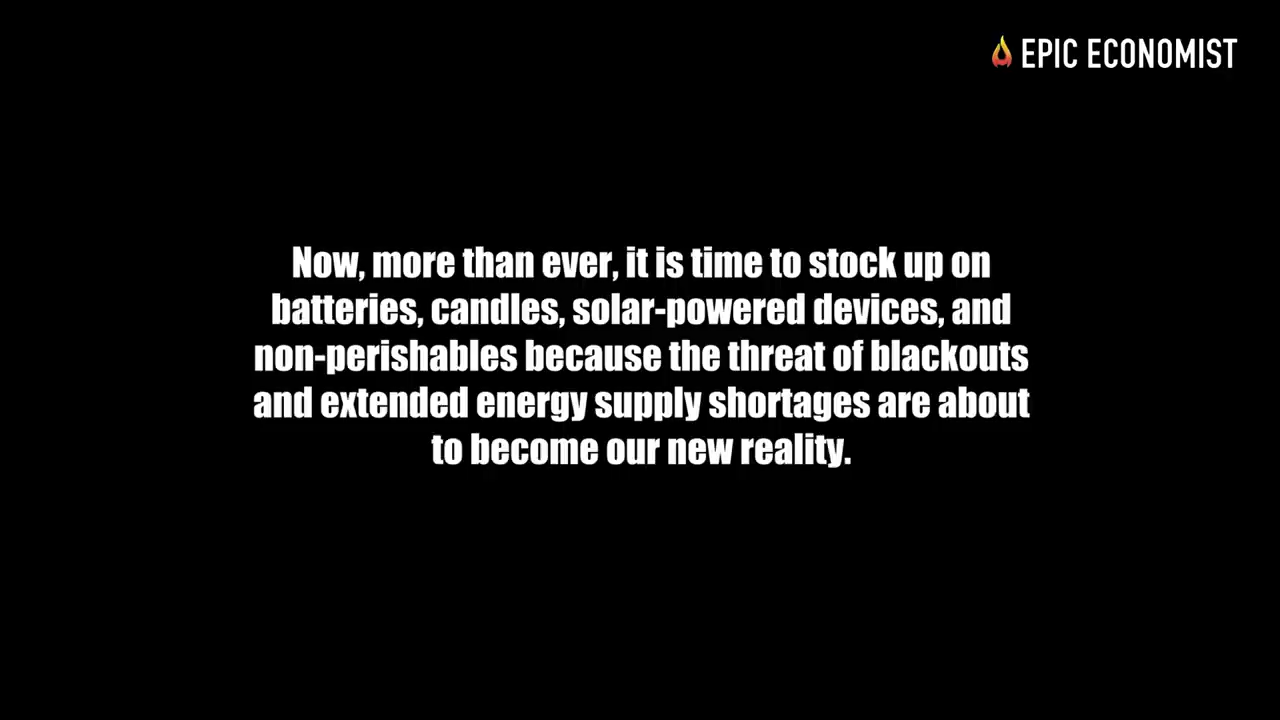 EPIC ECONOMIST
Now, more than ever, it is time to stock up on
batteries, candles, solar-powered devices, and
non-perishables because the threat of blackouts
and extended energy supply shortages are about
to become our new reality.